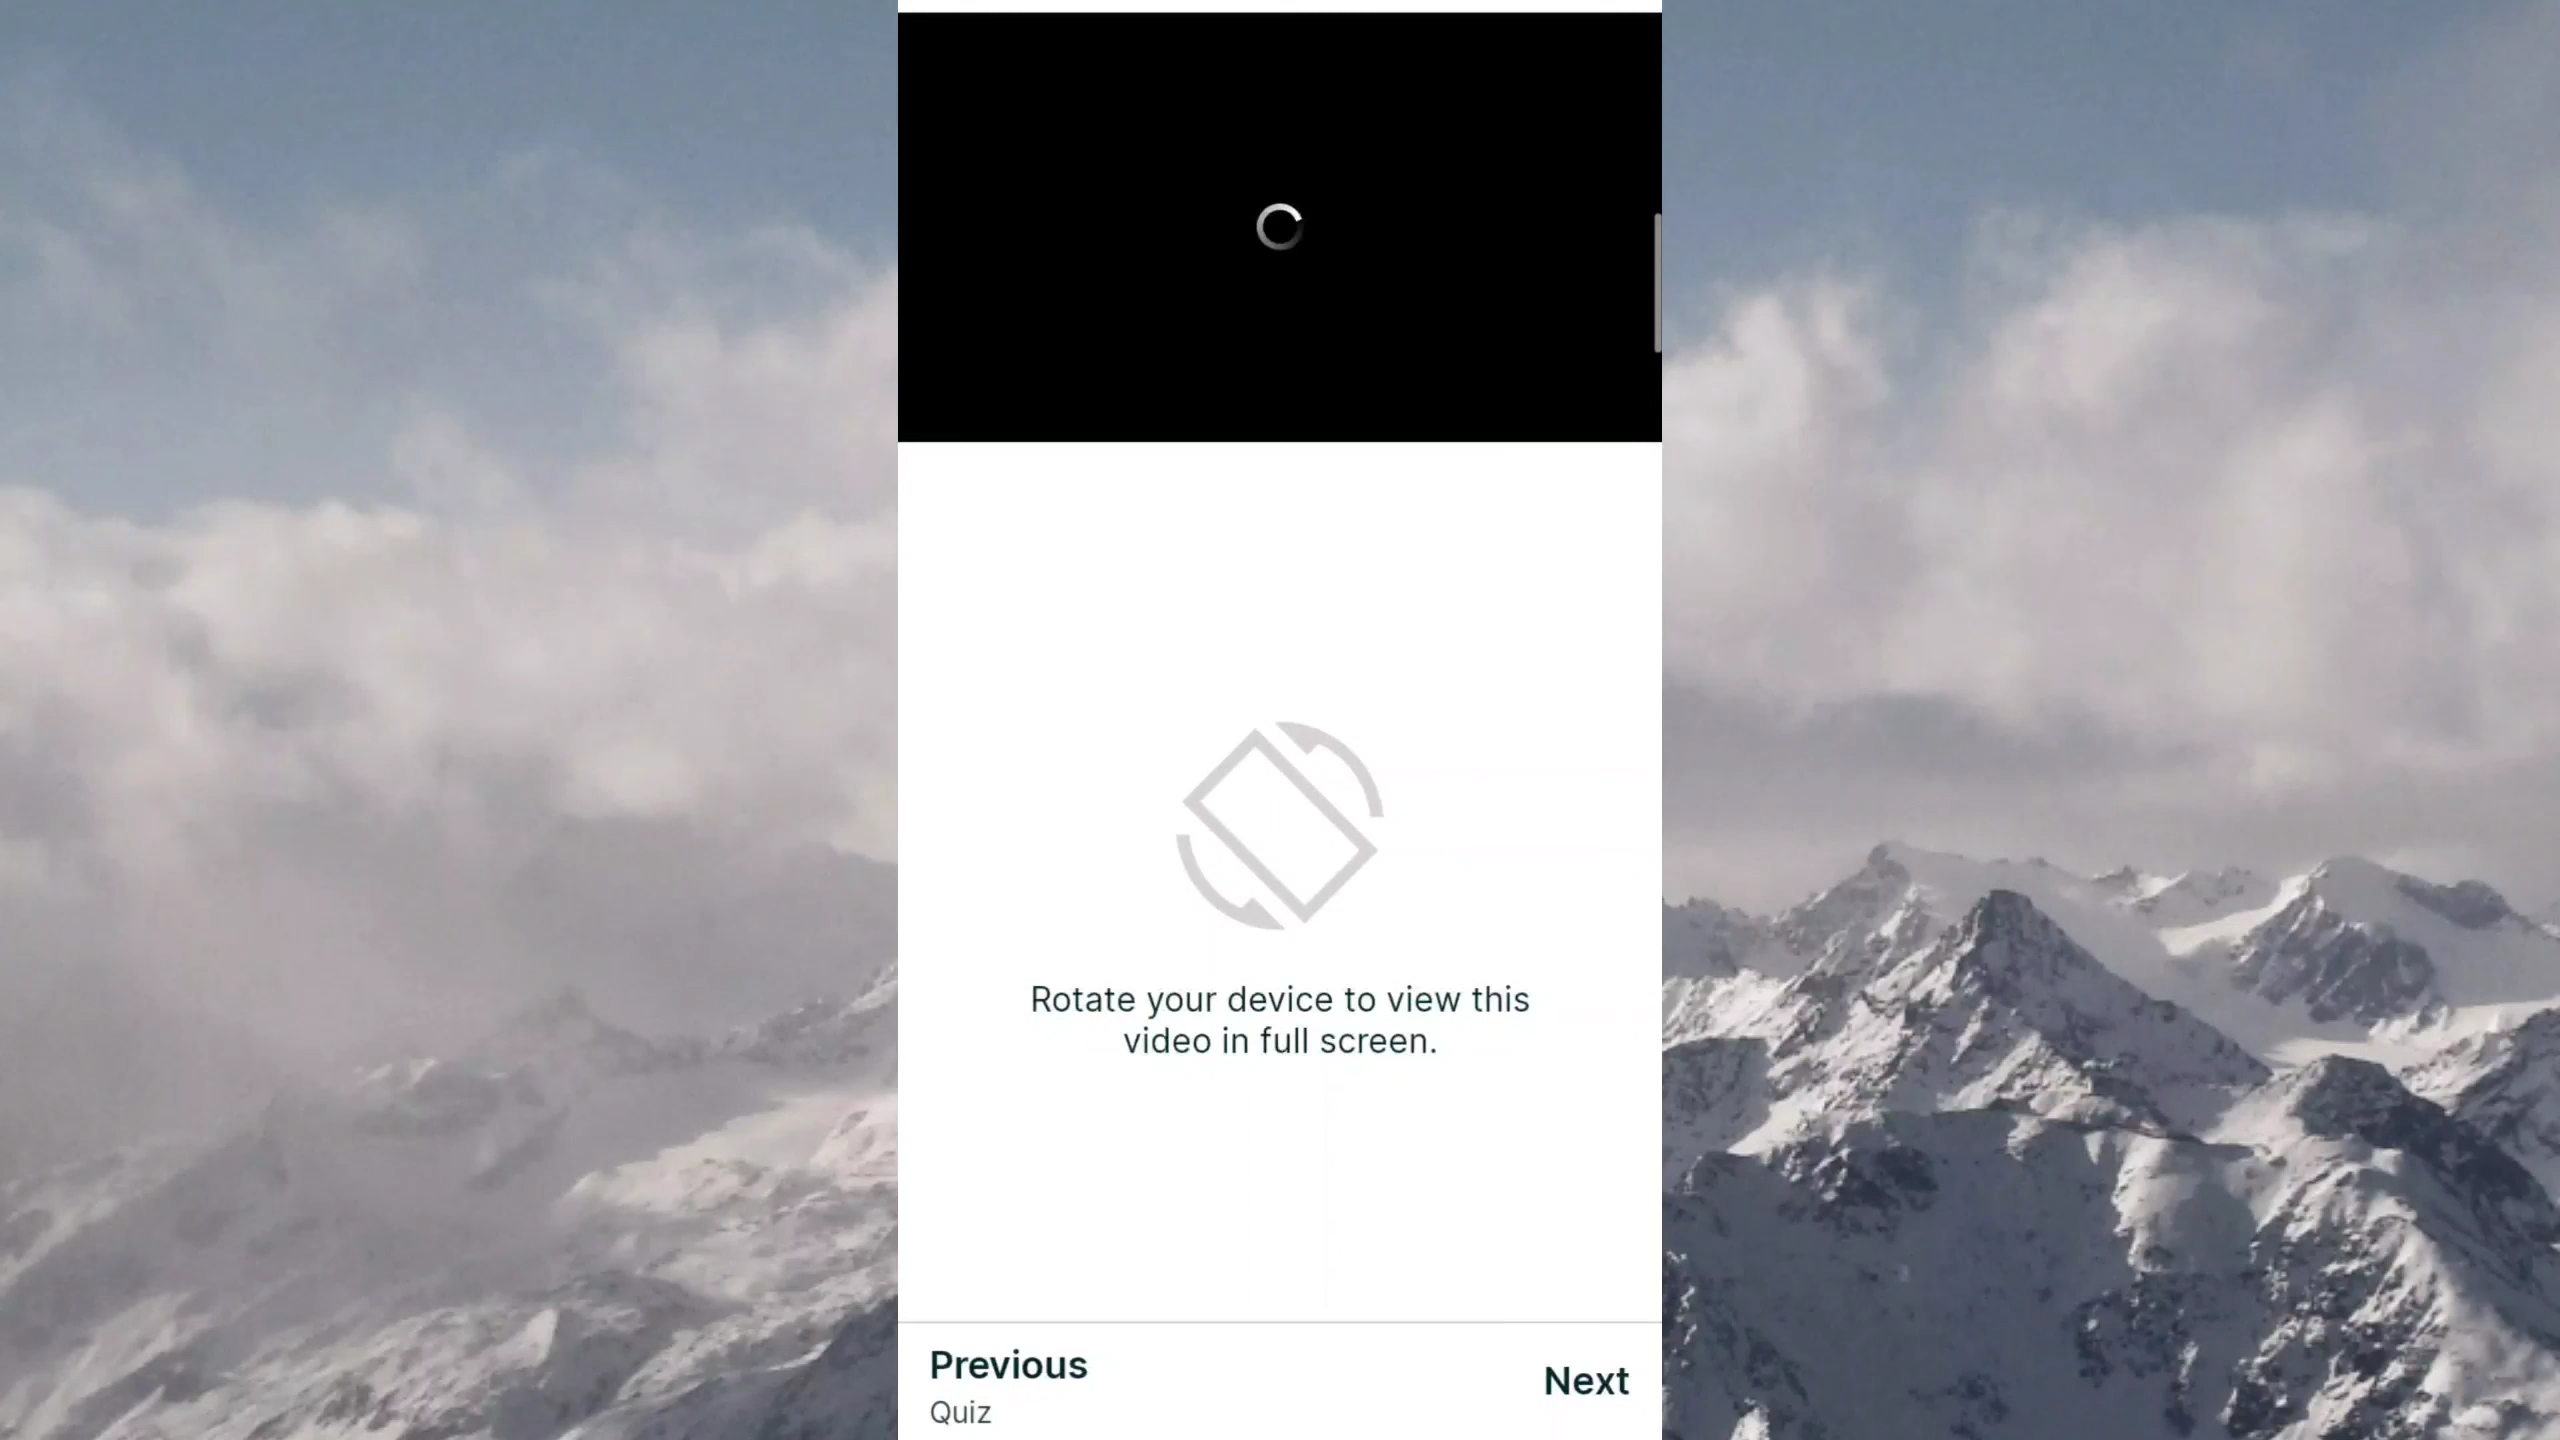 Rotate your device to view this
video in full screen.
Previous
Next
Quiz